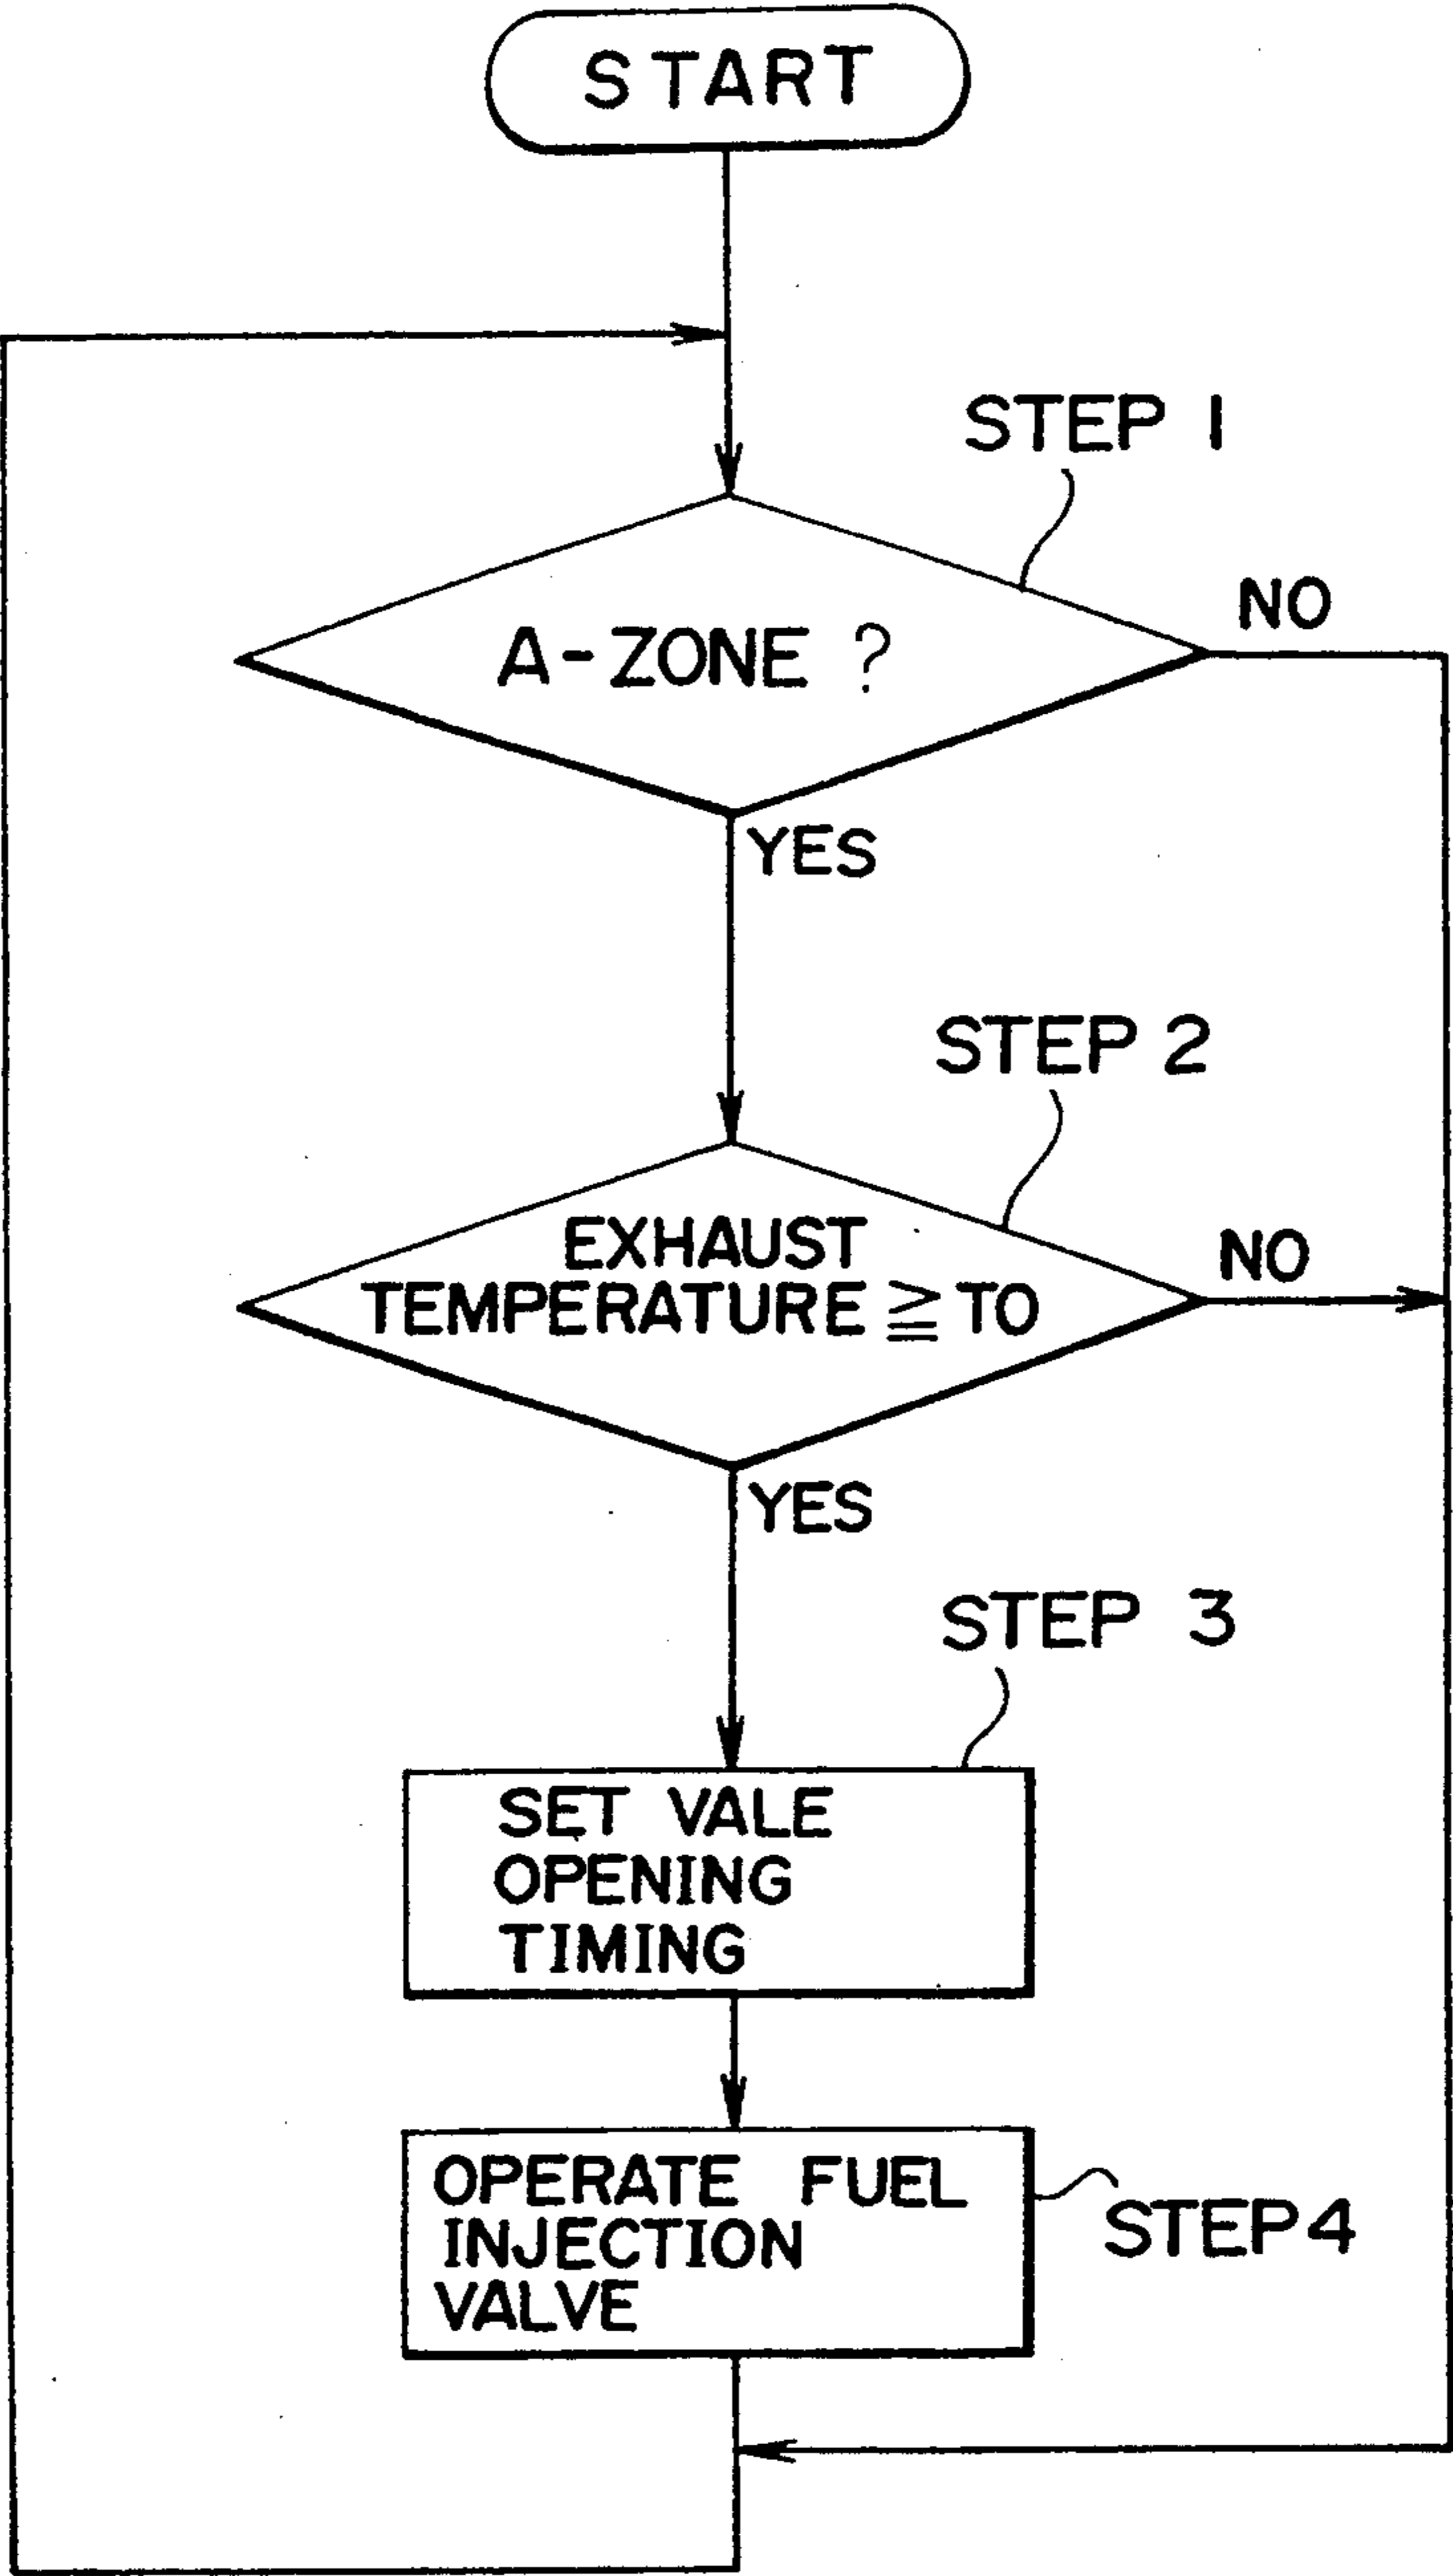 START
STEP 1
A-ZONE ?
NO
YES
STEP 2
EXHAUST
TEMPERATURE ≧ TO
NO
YES
STEP 3
SET VALE
OPENING
TIMING
OPERATE FUEL
INJECTION
VALVE
STEP4